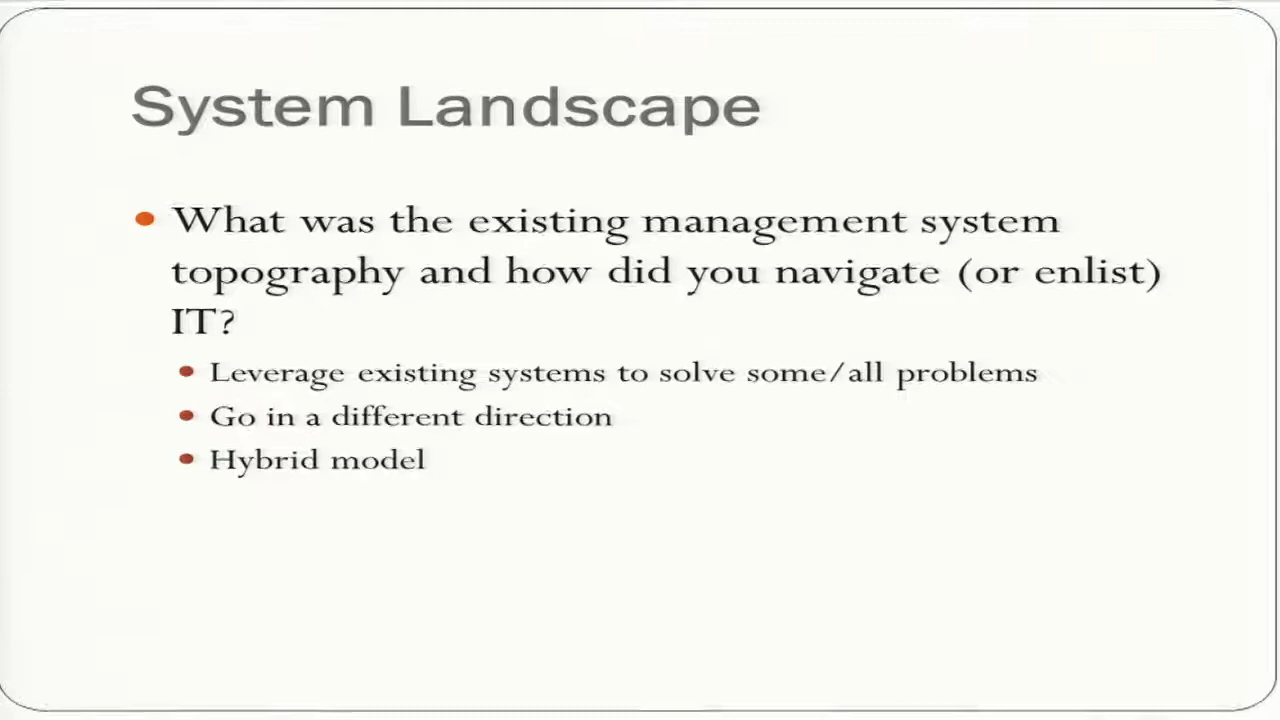 System Landscape
What was the existing management system
topography and how did you navigate (or enlist)
IT?
Leverage existing systems to solve some/all problems
Go in a different direction
Hybrid model